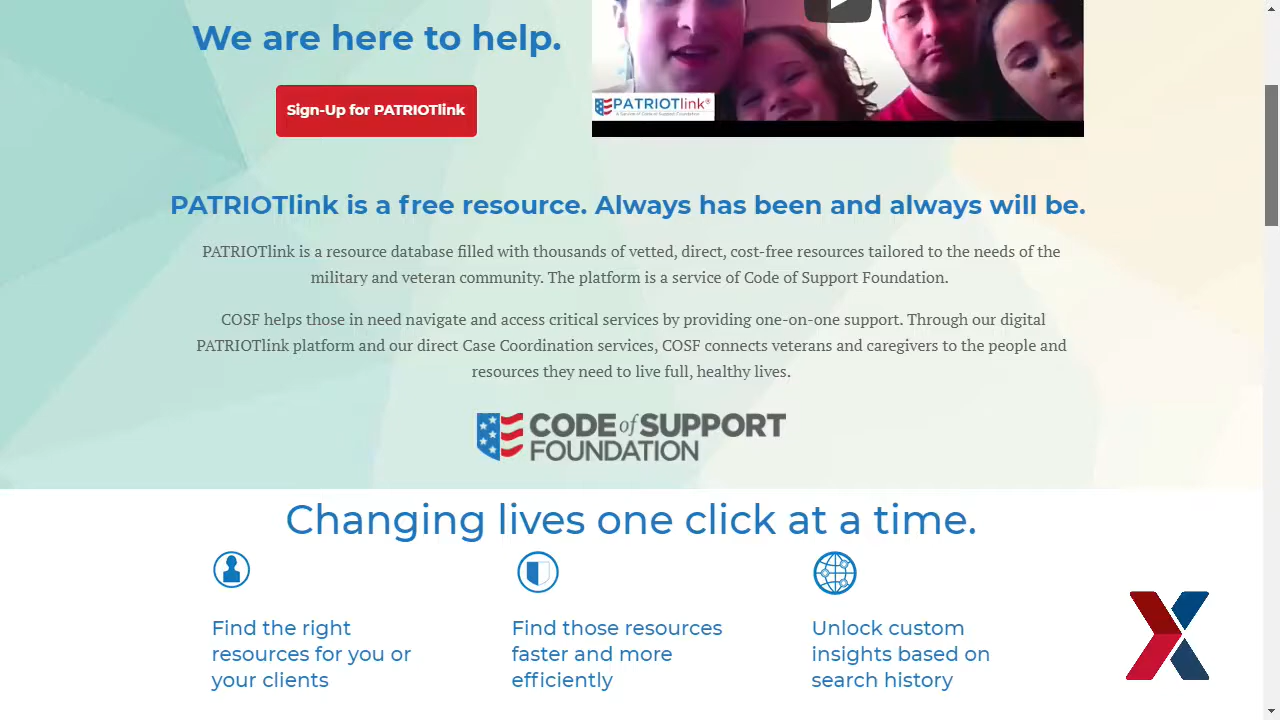 We are here to help.
Sign-Up for PATRIOTlink
PATRIOTlink®
A Service of Code of Support Foundation
PATRIOTlink is a free resource. Always has been and always will be.
PATRIOTlink is a resource database filled with thousands of vetted, direct, cost-free resources tailored to the needs of the
military and veteran community. The platform is a service of Code of Support Foundation.
COSF helps those in need navigate and access critical services by providing one-on-one support. Through our digital
PATRIOTlink platform and our direct Case Coordination services, COSF connects veterans and caregivers to the people and
resources they need to live full, healthy lives.
CODE of SUPPORT
FOUNDATION
Changing lives one click at a time.
Find the right
resources for you or
your clients
Find those resources
faster and more
efficiently
Unlock custom
insights based on
search history